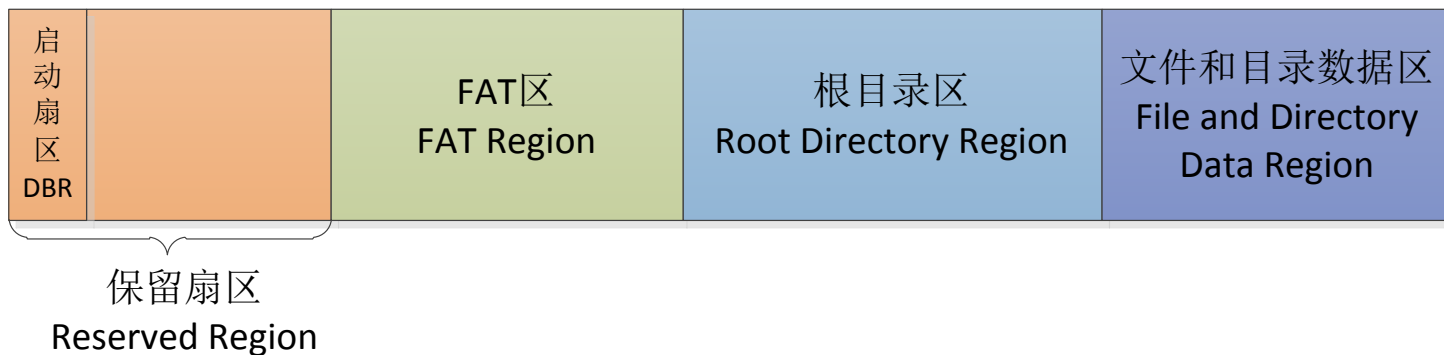 启动扇区
DBR
FAT区
FAT Region
根目录区
Root Directory Region
文件和目录数据区
File and Directory
Data Region
保留扇区
Reserved Region